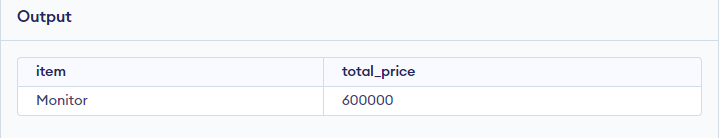 Output
item total_price
Monitor 600000